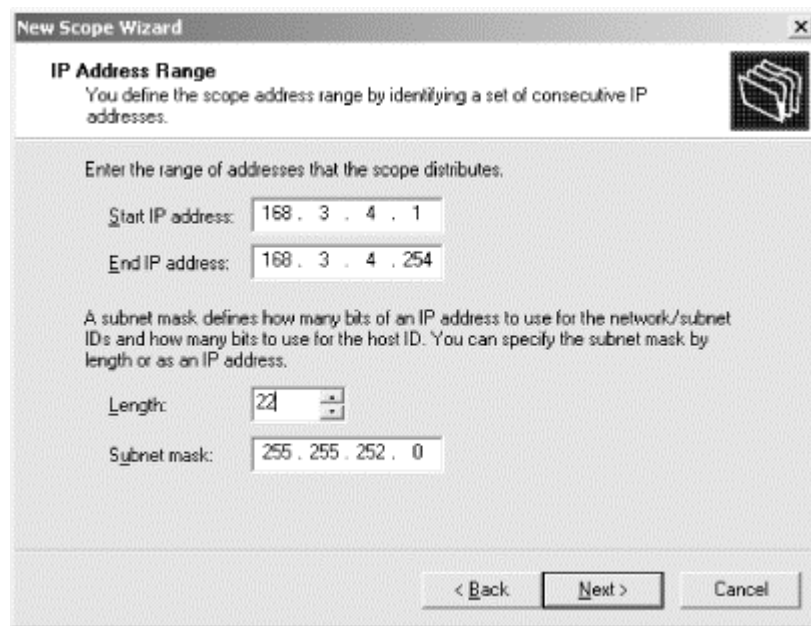 New Scope Wizard
IP Address Range
You define the scope address range by identifying a set of consecutive IP
addresses.
Enter the range of addresses that the scope distributes.
Start IP address: 168 . 3 . 4 . 1
End IP address: 168 . 3 . 4 . 254
A subnet mask defines how many bits of an IP address to use for the network/subnet
IDs and how many bits to use for the host ID. You can specify the subnet mask by
length or as an IP address.
Length: 22
Subnet mask: 255 . 255 . 252 . 0
< Back Next > Cancel